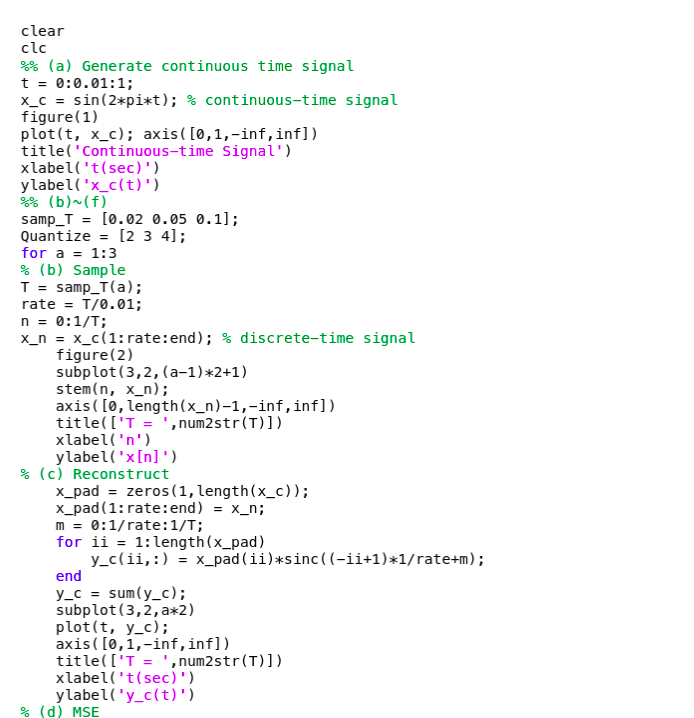 clear
clc
%% (a) Generate continuous time signal
t = 0:0.01:1;
x_c = sin(2*pi*t); % continuous-time signal
figure(1)
plot(t, x_c); axis([0,1,-inf,inf])
title('Continuous-time Signal')
xlabel('t(sec)')
ylabel('x_c(t)')
%% (b)~(f)
samp_T = [0.02 0.05 0.1];
Quantize = [2 3 4];
for a = 1:3
% (b) Sample
T = samp_T(a);
rate = T/0.01;
n = 0:1/T;
x_n = x_c(1:rate:end); % discrete-time signal
    figure(2)
    subplot(3,2,(a-1)*2+1)
    stem(n, x_n);
    axis([0,length(x_n)-1,-inf,inf])
    title(['T = ',num2str(T)])
    xlabel('n')
    ylabel('x[n]')
% (c) Reconstruct
    x_pad = zeros(1,length(x_c));
    x_pad(1:rate:end) = x_n;
    m = 0:1/rate:1/T;
    for ii = 1:length(x_pad)
        y_c(ii,:) = x_pad(ii)*sinc((-ii+1)*1/rate+m);
    end
    y_c = sum(y_c);
    subplot(3,2,a*2)
    plot(t, y_c);
    axis([0,1,-inf,inf])
    title(['T = ',num2str(T)])
    xlabel('t(sec)')
    ylabel('y_c(t)')
% (d) MSE